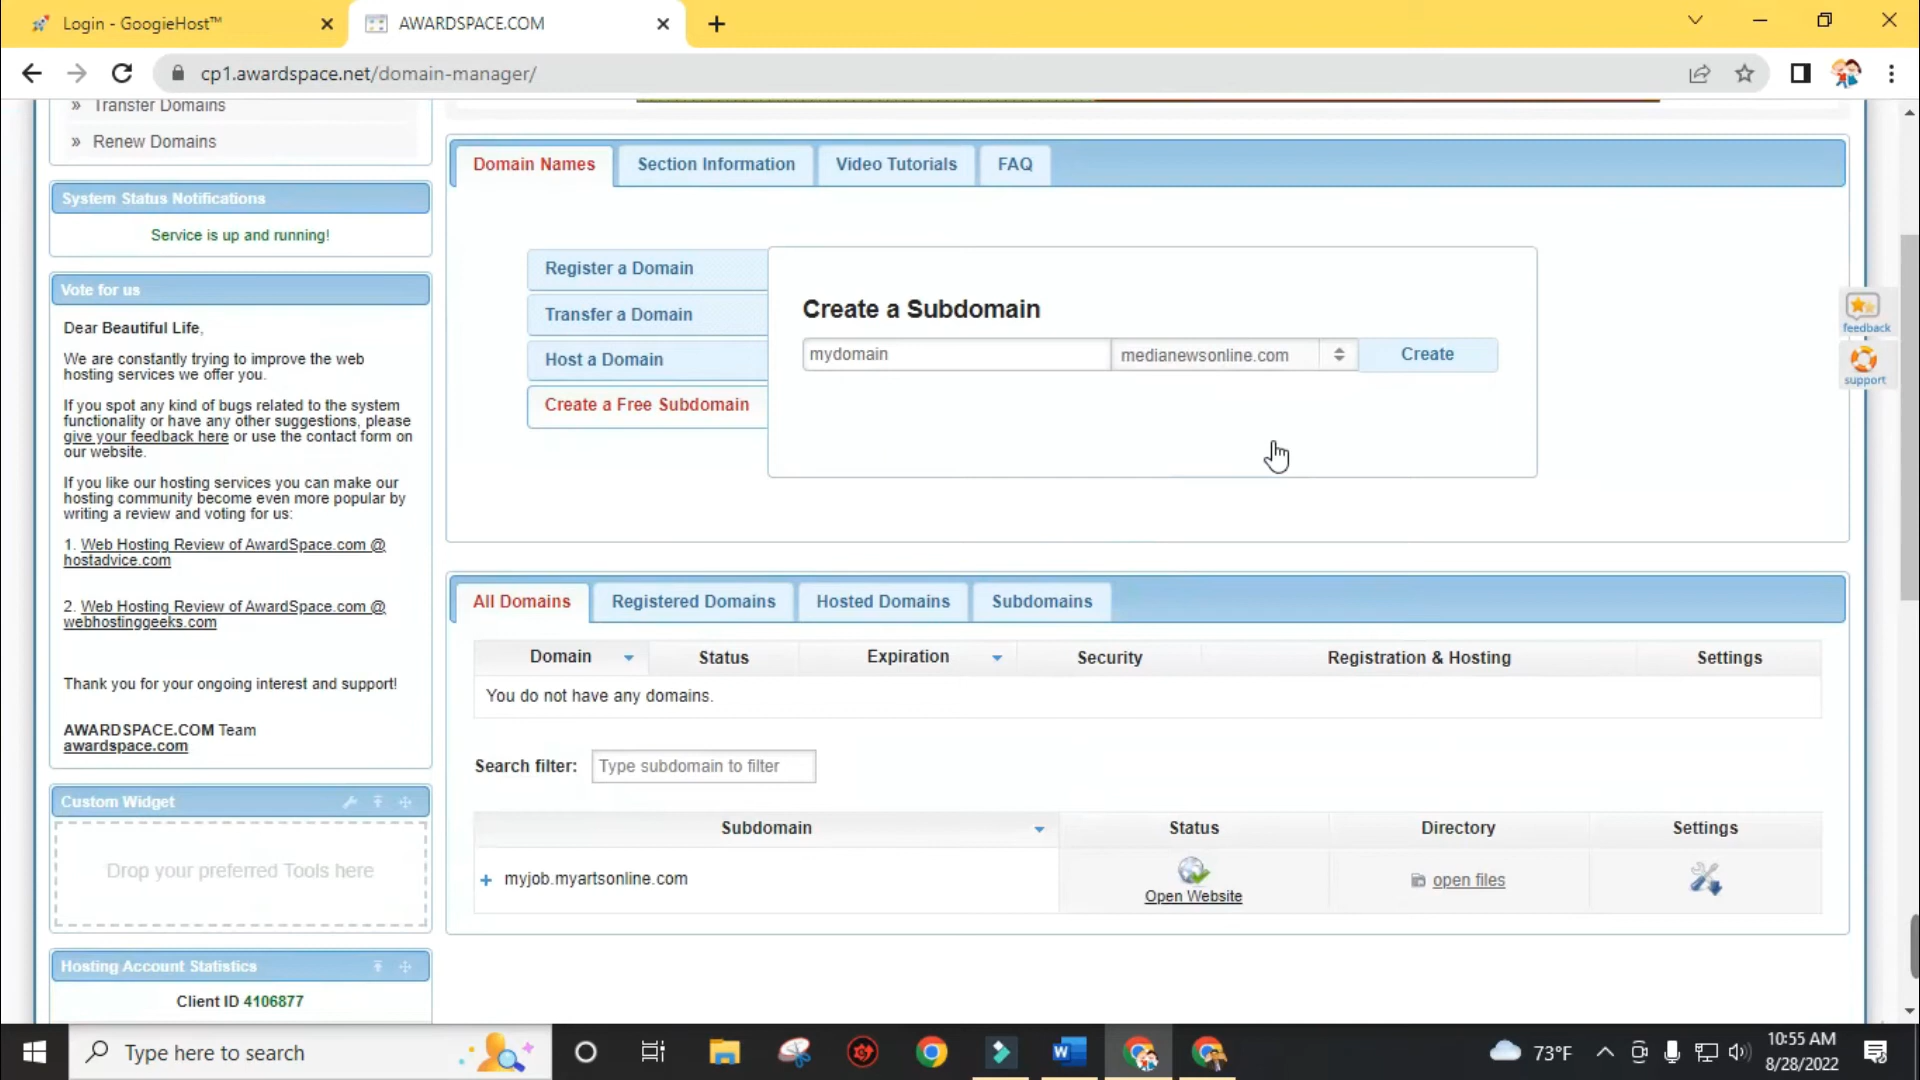 Login - GoogieHost™
AWARDSPACE.COM
cp1.awardspace.net/domain-manager/
» Transfer Domains
» Renew Domains
System Status Notifications
Service is up and running!
Vote for us
Dear Beautiful Life,
We are constantly trying to improve the web
hosting services we offer you.
If you spot any kind of bugs related to the system
functionality or have any other suggestions, please
give your feedback here or use the contact form on
our website.
If you like our hosting services you can make our
hosting community become even more popular by
writing a review and voting for us:
1. Web Hosting Review of AwardSpace.com @
hostadvice.com
2. Web Hosting Review of AwardSpace.com @
webhostinggeeks.com
Thank you for your ongoing interest and support!
AWARDSPACE.COM Team
awardspace.com
Custom Widget
Drop your preferred Tools here
Hosting Account Statistics
Client ID 4106877
Domain Names
Section Information
Video Tutorials
FAQ
Register a Domain
Transfer a Domain
Host a Domain
Create a Free Subdomain
Create a Subdomain
mydomain
medianewsonline.com
Create
feedback
support
All Domains
Registered Domains
Hosted Domains
Subdomains
Domain
Status
Expiration
Security
Registration & Hosting
Settings
You do not have any domains.
Search filter:
Type subdomain to filter
Subdomain
Status
Directory
Settings
+ myjob.myartsonline.com
Open Website
open files
Type here to search
73°F
10:55 AM
8/28/2022